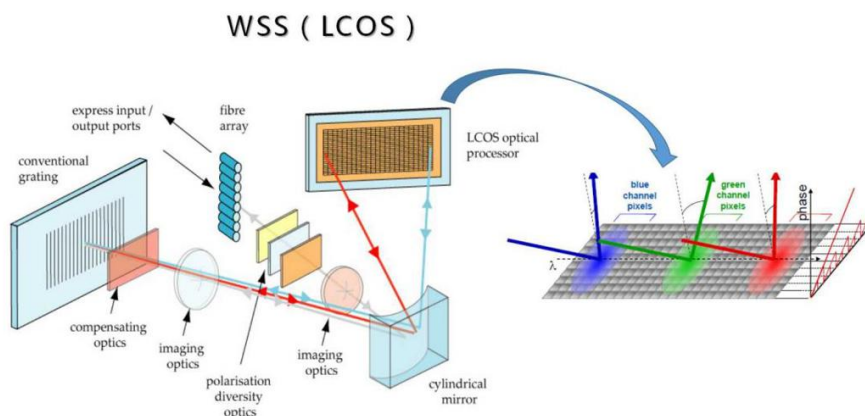 WSS ( LCOS )
express input /
output ports
fibre
array
LCOS optical
processor
conventional
grating
blue
channel
pixels
green
channel
pixels
phase
λ
compensating
optics
imaging
optics
polarisation
diversity
optics
imaging
optics
cylindrical
mirror